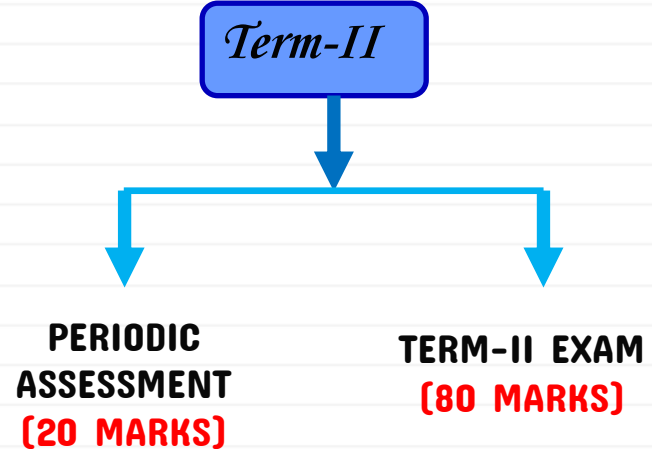 Term-II
PERIODIC
ASSESSMENT
(20 MARKS)
TERM-II EXAM
(80 MARKS)